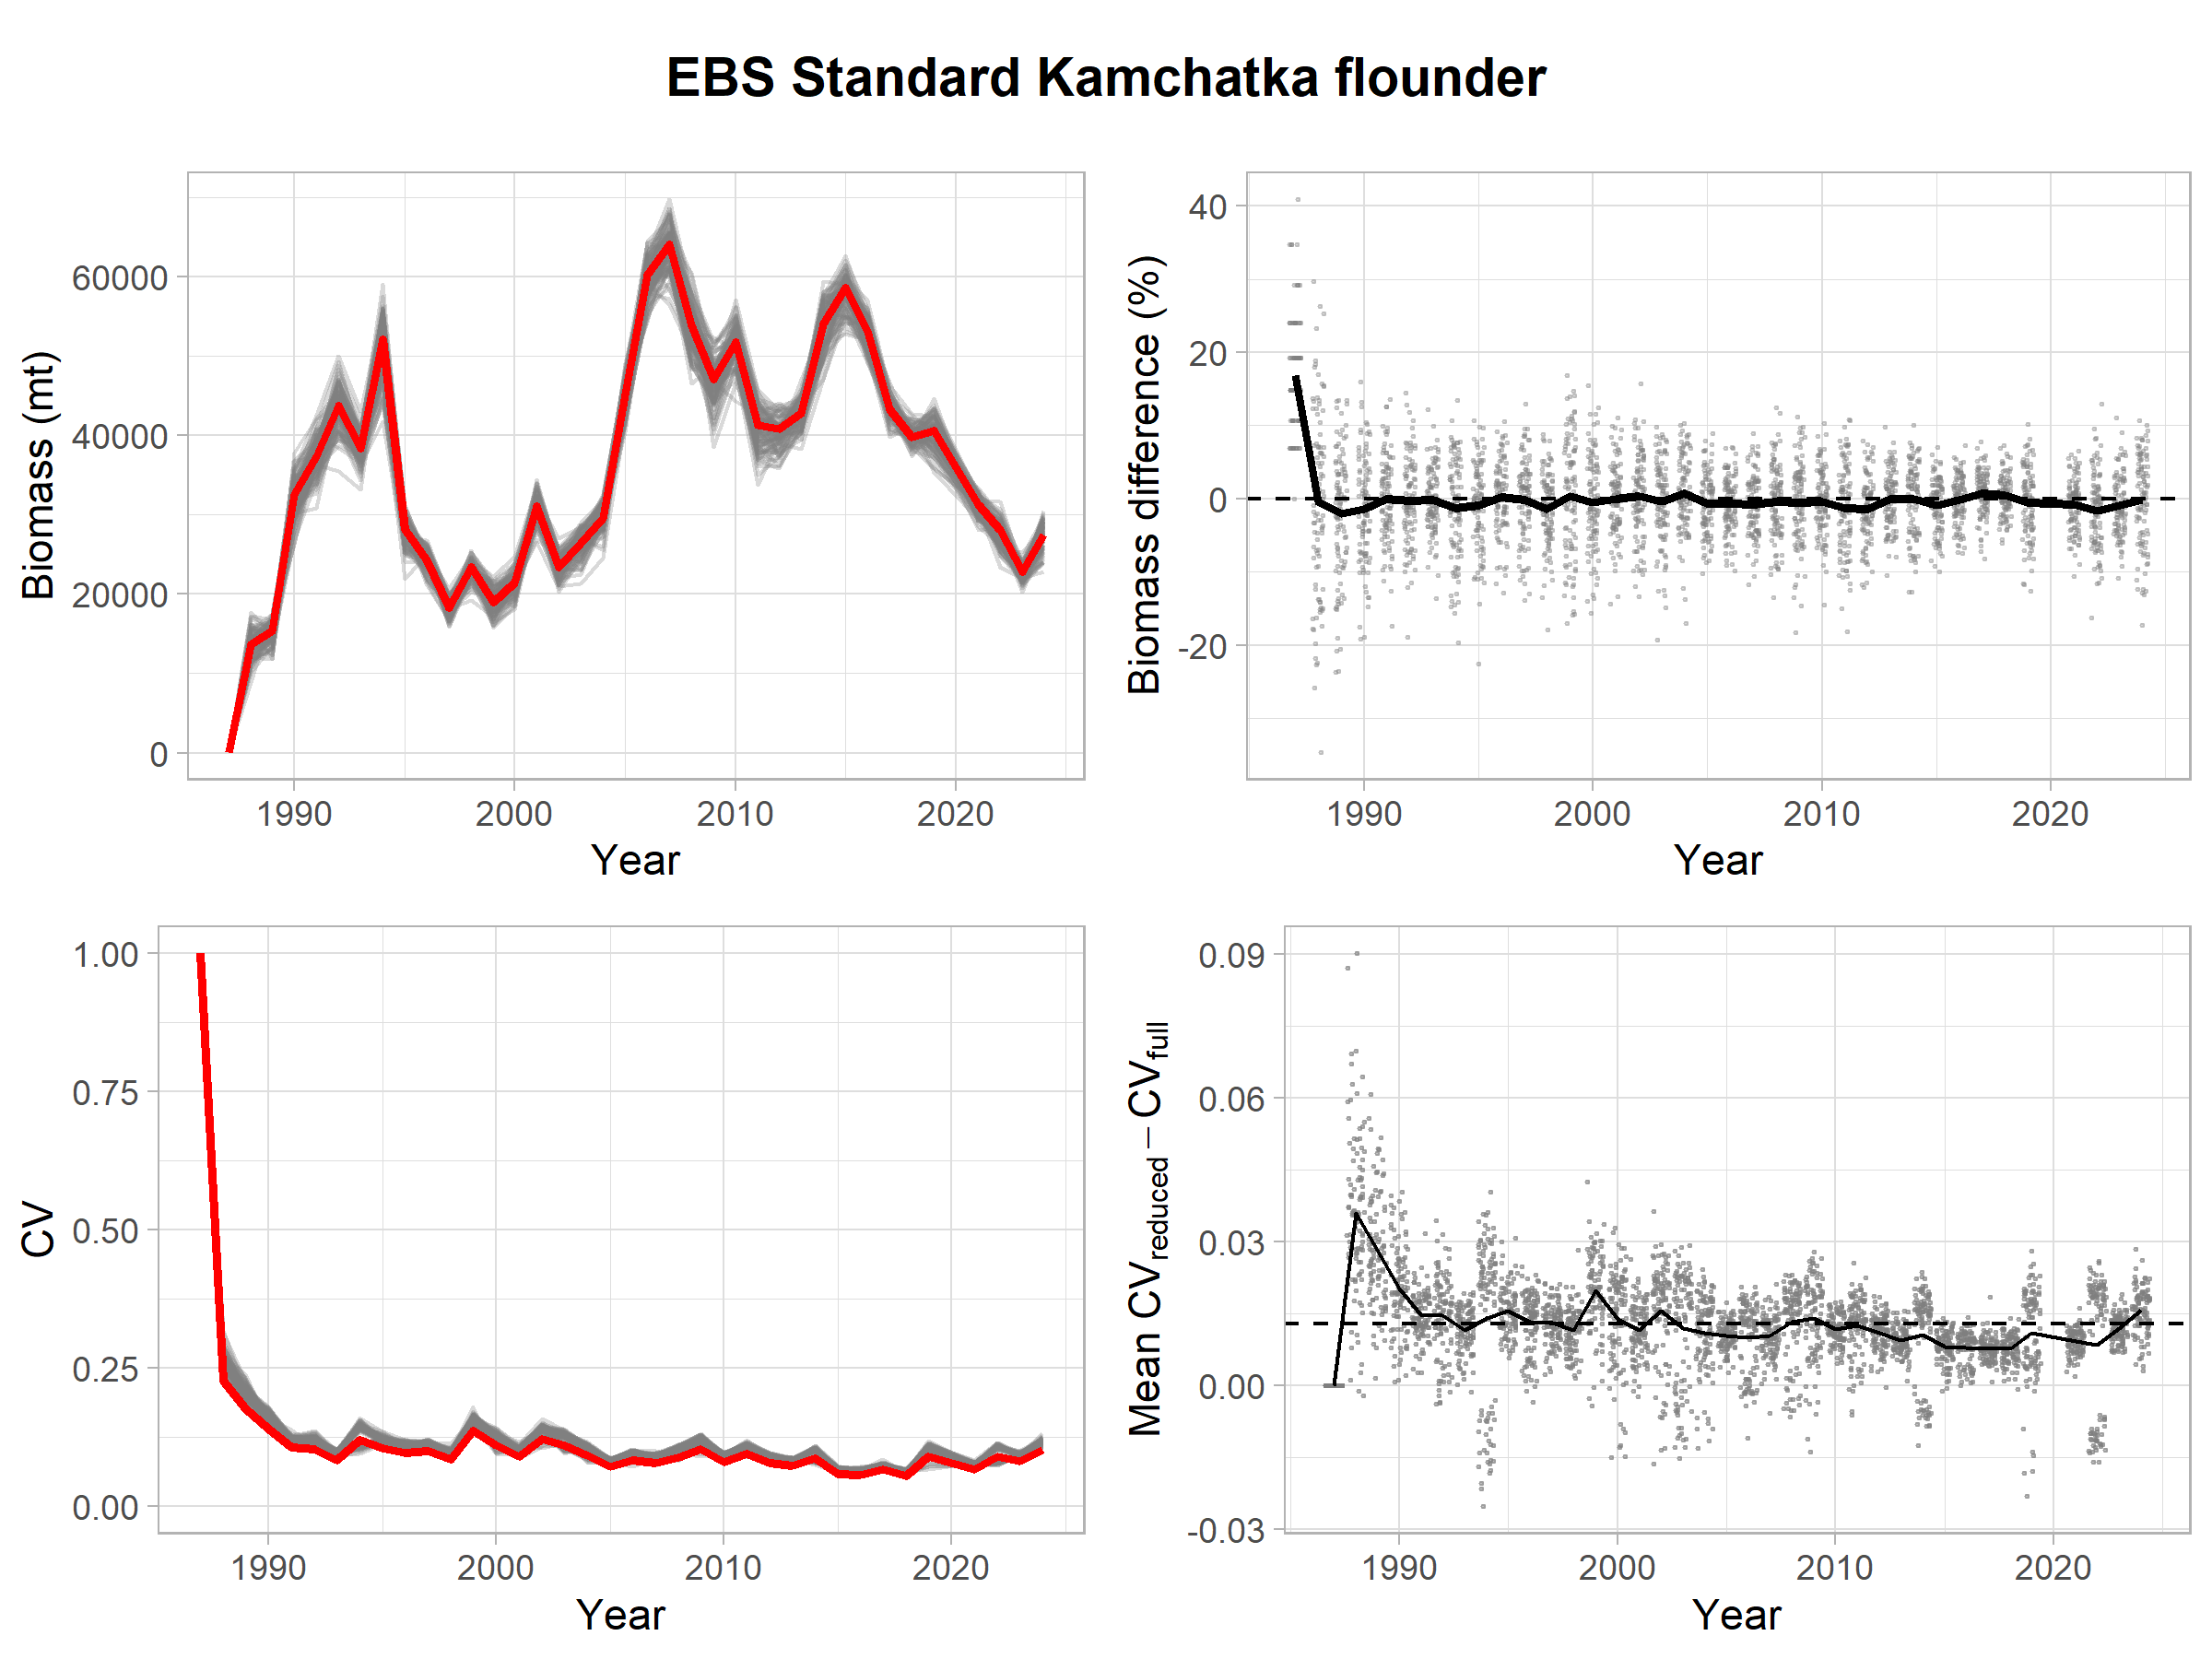 EBS Standard Kamchatka flounder
Biomass (mt)
60000
40000
20000
0
1990 2000 2010 2020
Year
Biomass difference (%)
40
20
0
-20
1990 2000 2010 2020
Year
CV
1.00
0.75
0.50
0.25
0.00
1990 2000 2010 2020
Year
Mean CVreduced − CVfull
0.09
0.06
0.03
0.00
-0.03
1990 2000 2010 2020
Year